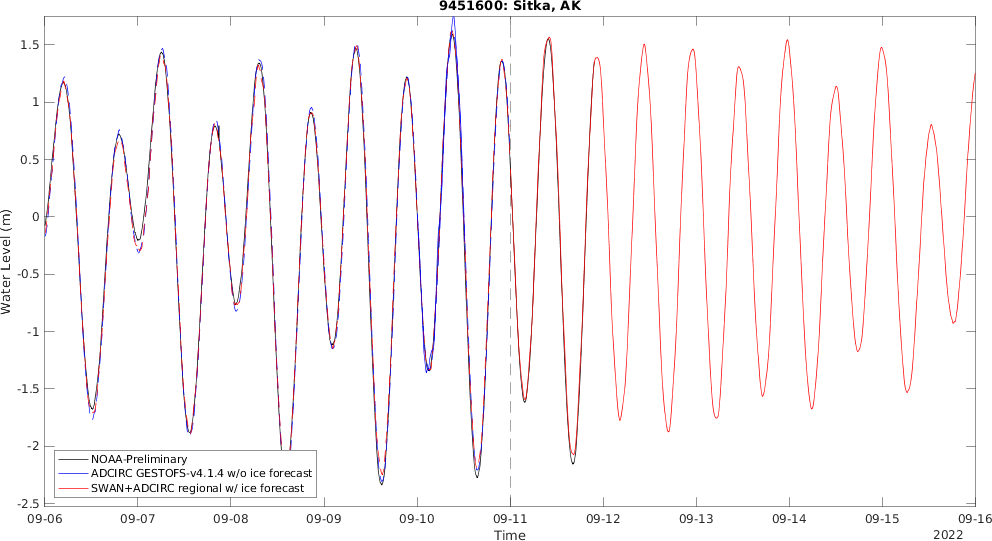 9451600: Sitka, AK
1.5
1
0.5
0
-0.5
-1
-1.5
-2
-2.5
Water Level (m)
NOAA-Preliminary
ADCIRC GESTOFS-v4.1.4 w/o ice forecast
SWAN+ADCIRC regional w/ ice forecast
09-06 09-07 09-08 09-09 09-10 09-11 09-12 09-13 09-14 09-15 09-16
Time
2022